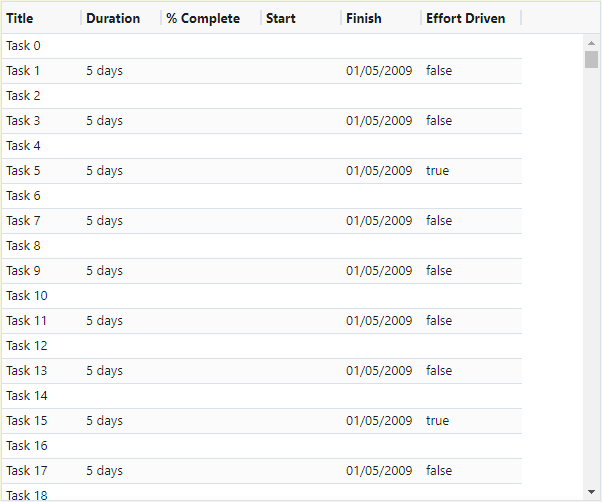 Title Duration % Complete Start Finish Effort Driven
Task 0
Task 1 5 days 01/05/2009 false
Task 2
Task 3 5 days 01/05/2009 false
Task 4
Task 5 5 days 01/05/2009 true
Task 6
Task 7 5 days 01/05/2009 false
Task 8
Task 9 5 days 01/05/2009 false
Task 10
Task 11 5 days 01/05/2009 false
Task 12
Task 13 5 days 01/05/2009 false
Task 14
Task 15 5 days 01/05/2009 true
Task 16
Task 17 5 days 01/05/2009 false
Task 18